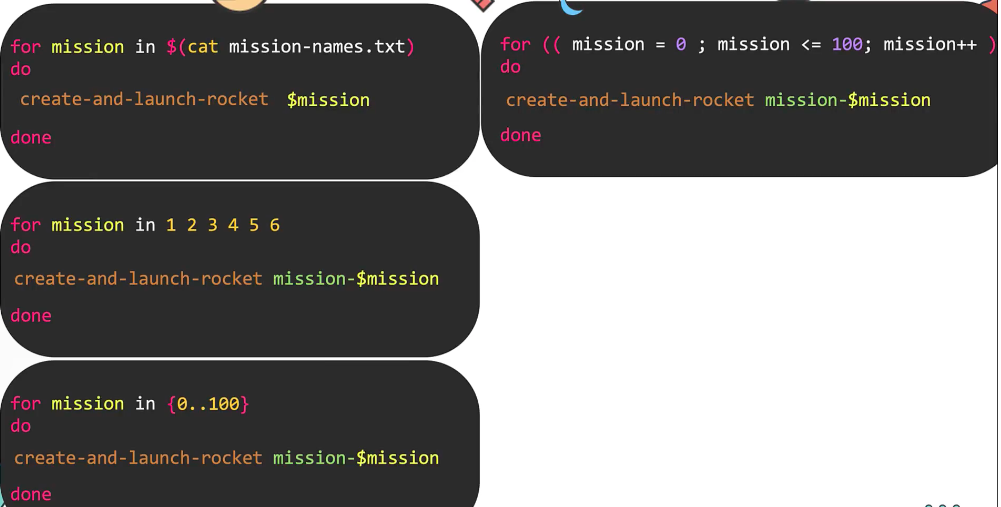 for mission in $(cat mission-names.txt)
do
create-and-launch-rocket $mission
done
for (( mission = 0 ; mission <= 100; mission++ )
do
create-and-launch-rocket mission-$mission
done
for mission in 1 2 3 4 5 6
do
create-and-launch-rocket mission-$mission
done
for mission in {0..100}
do
create-and-launch-rocket mission-$mission
done